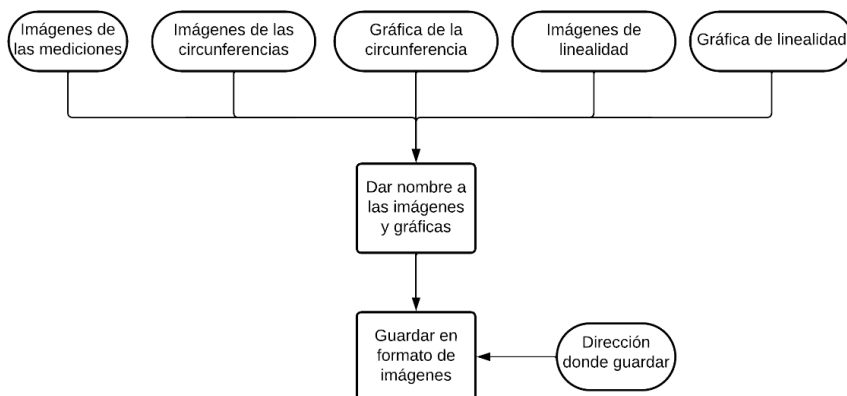 Imágenes de
las mediciones
Imágenes de las
circunferencias
Gráfica de la
circunferencia
Imágenes de
linealidad
Gráfica de linealidad
Dar nombre a
las imágenes
y gráficas
Guardar en
formato de
imágenes
Dirección
donde guardar